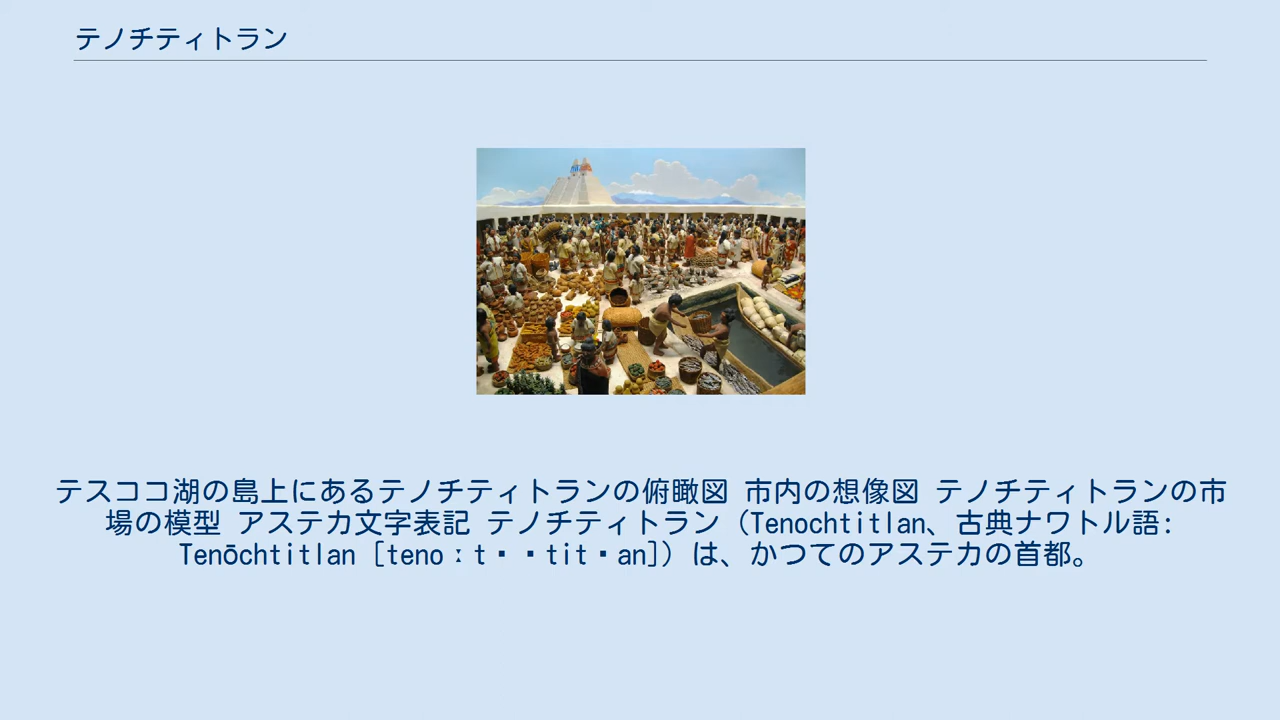 テノチティトラン
テスココ湖の島上にあるテノチティトランの俯瞰図 市内の想像図 テノチティトランの市
場の模型 アステカ文字表記 テノチティトラン（Tenochtitlan、古典ナワトル語:
Tenōchtitlan [tenoːt・・tit・an]）は、かつてのアステカの首都。